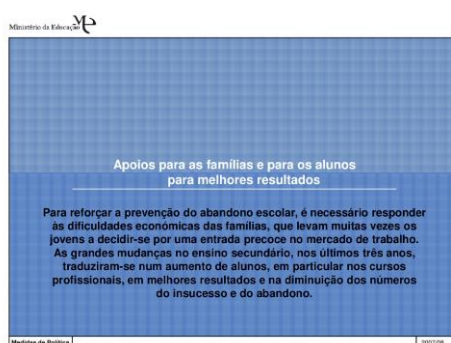 Ministério da Educação
Apoios para as famílias e para os alunos
para melhores resultados
Para reforçar a prevenção do abandono escolar, é necessário responder
às dificuldades económicas das famílias, que levam muitas vezes os
jovens a decidir-se por uma entrada precoce no mercado de trabalho.
As grandes mudanças no ensino secundário, nos últimos três anos,
traduziram-se num aumento de alunos, em particular nos cursos
profissionais, em melhores resultados e na diminuição dos números
do insucesso e do abandono.
Medidas de Política